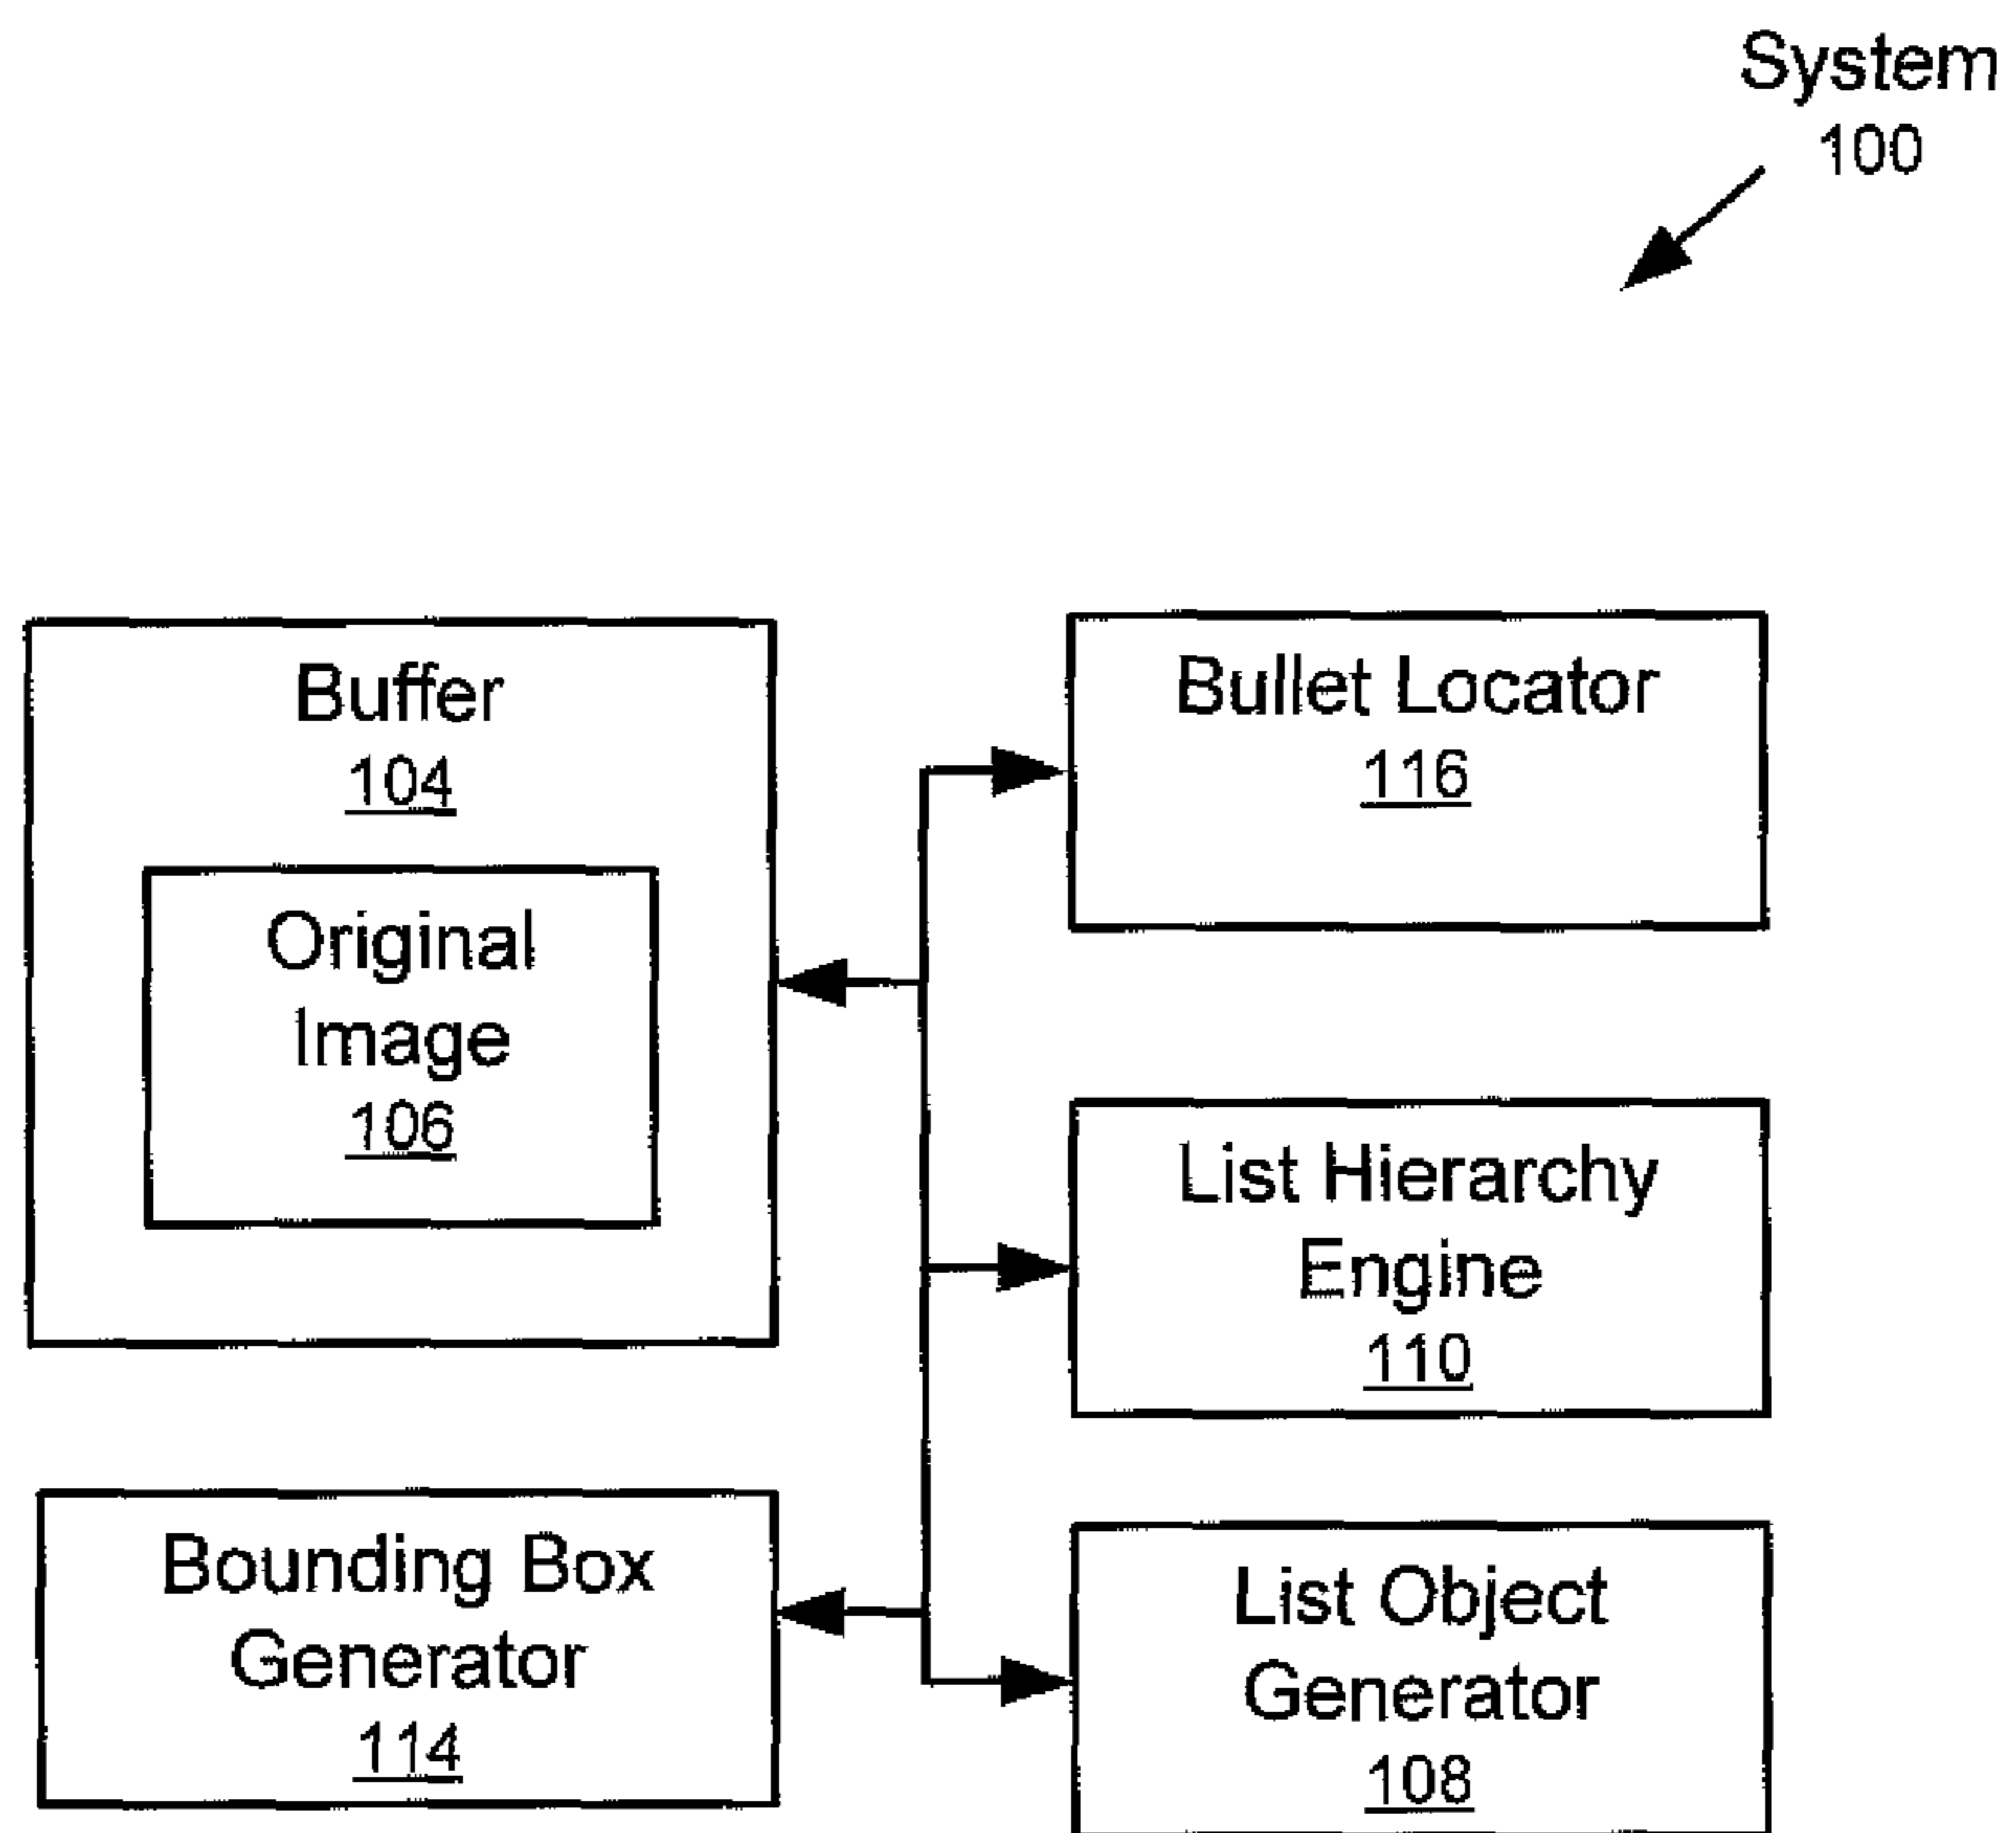 System
100
Buffer
104
Original
Image
106
Bullet Locator
116
List Hierarchy
Engine
110
Bounding Box
Generator
114
List Object
Generator
108